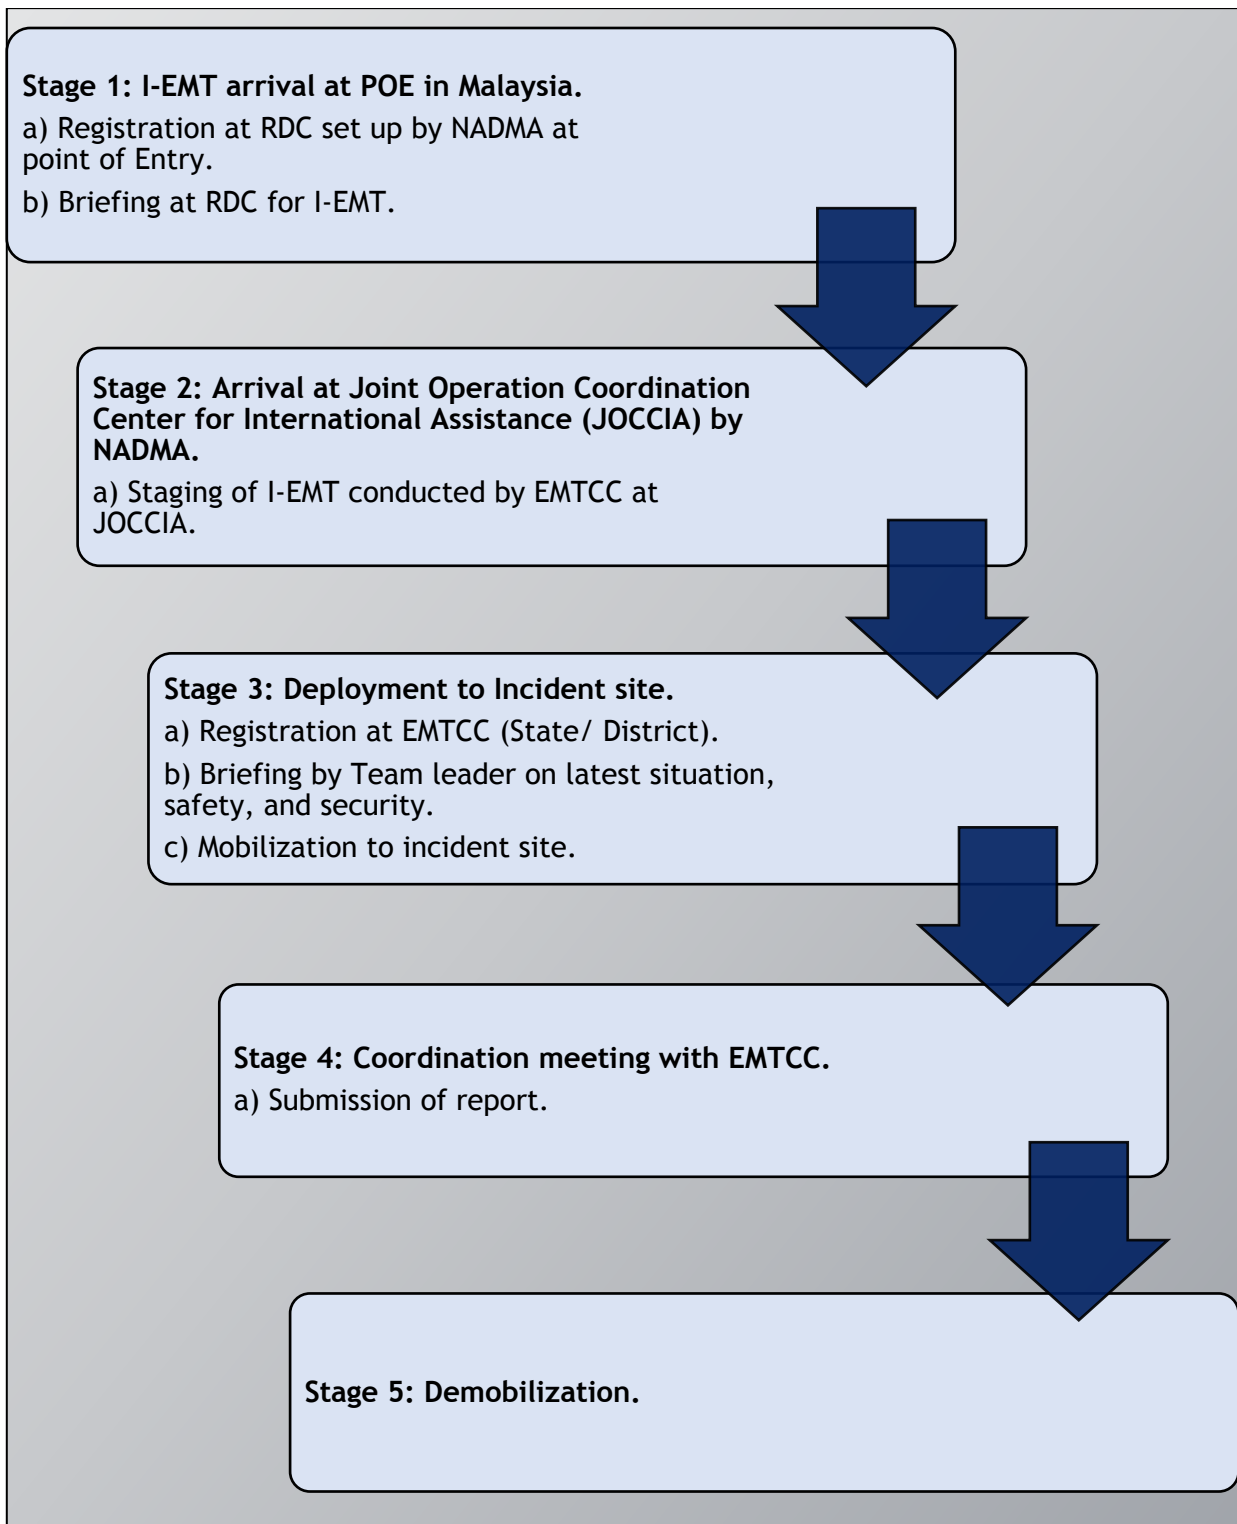 Stage 1: I-EMT arrival at POE in Malaysia.
a) Registration at RDC set up by NADMA at
point of Entry.
b) Briefing at RDC for I-EMT.
Stage 2: Arrival at Joint Operation Coordination
Center for International Assistance (JOCCIA) by
NADMA.
a) Staging of I-EMT conducted by EMTCC at
JOCCIA.
Stage 3: Deployment to Incident site.
a) Registration at EMTCC (State/ District).
b) Briefing by Team leader on latest situation,
safety, and security.
c) Mobilization to incident site.
Stage 4: Coordination meeting with EMTCC.
a) Submission of report.
Stage 5: Demobilization.